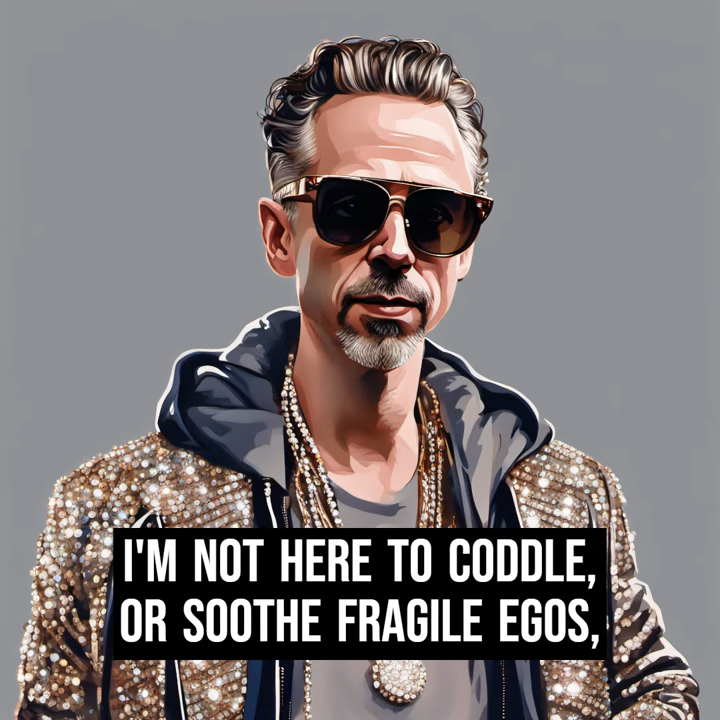 I'M NOT HERE TO CODDLE,
OR SOOTHE FRAGILE EGOS,